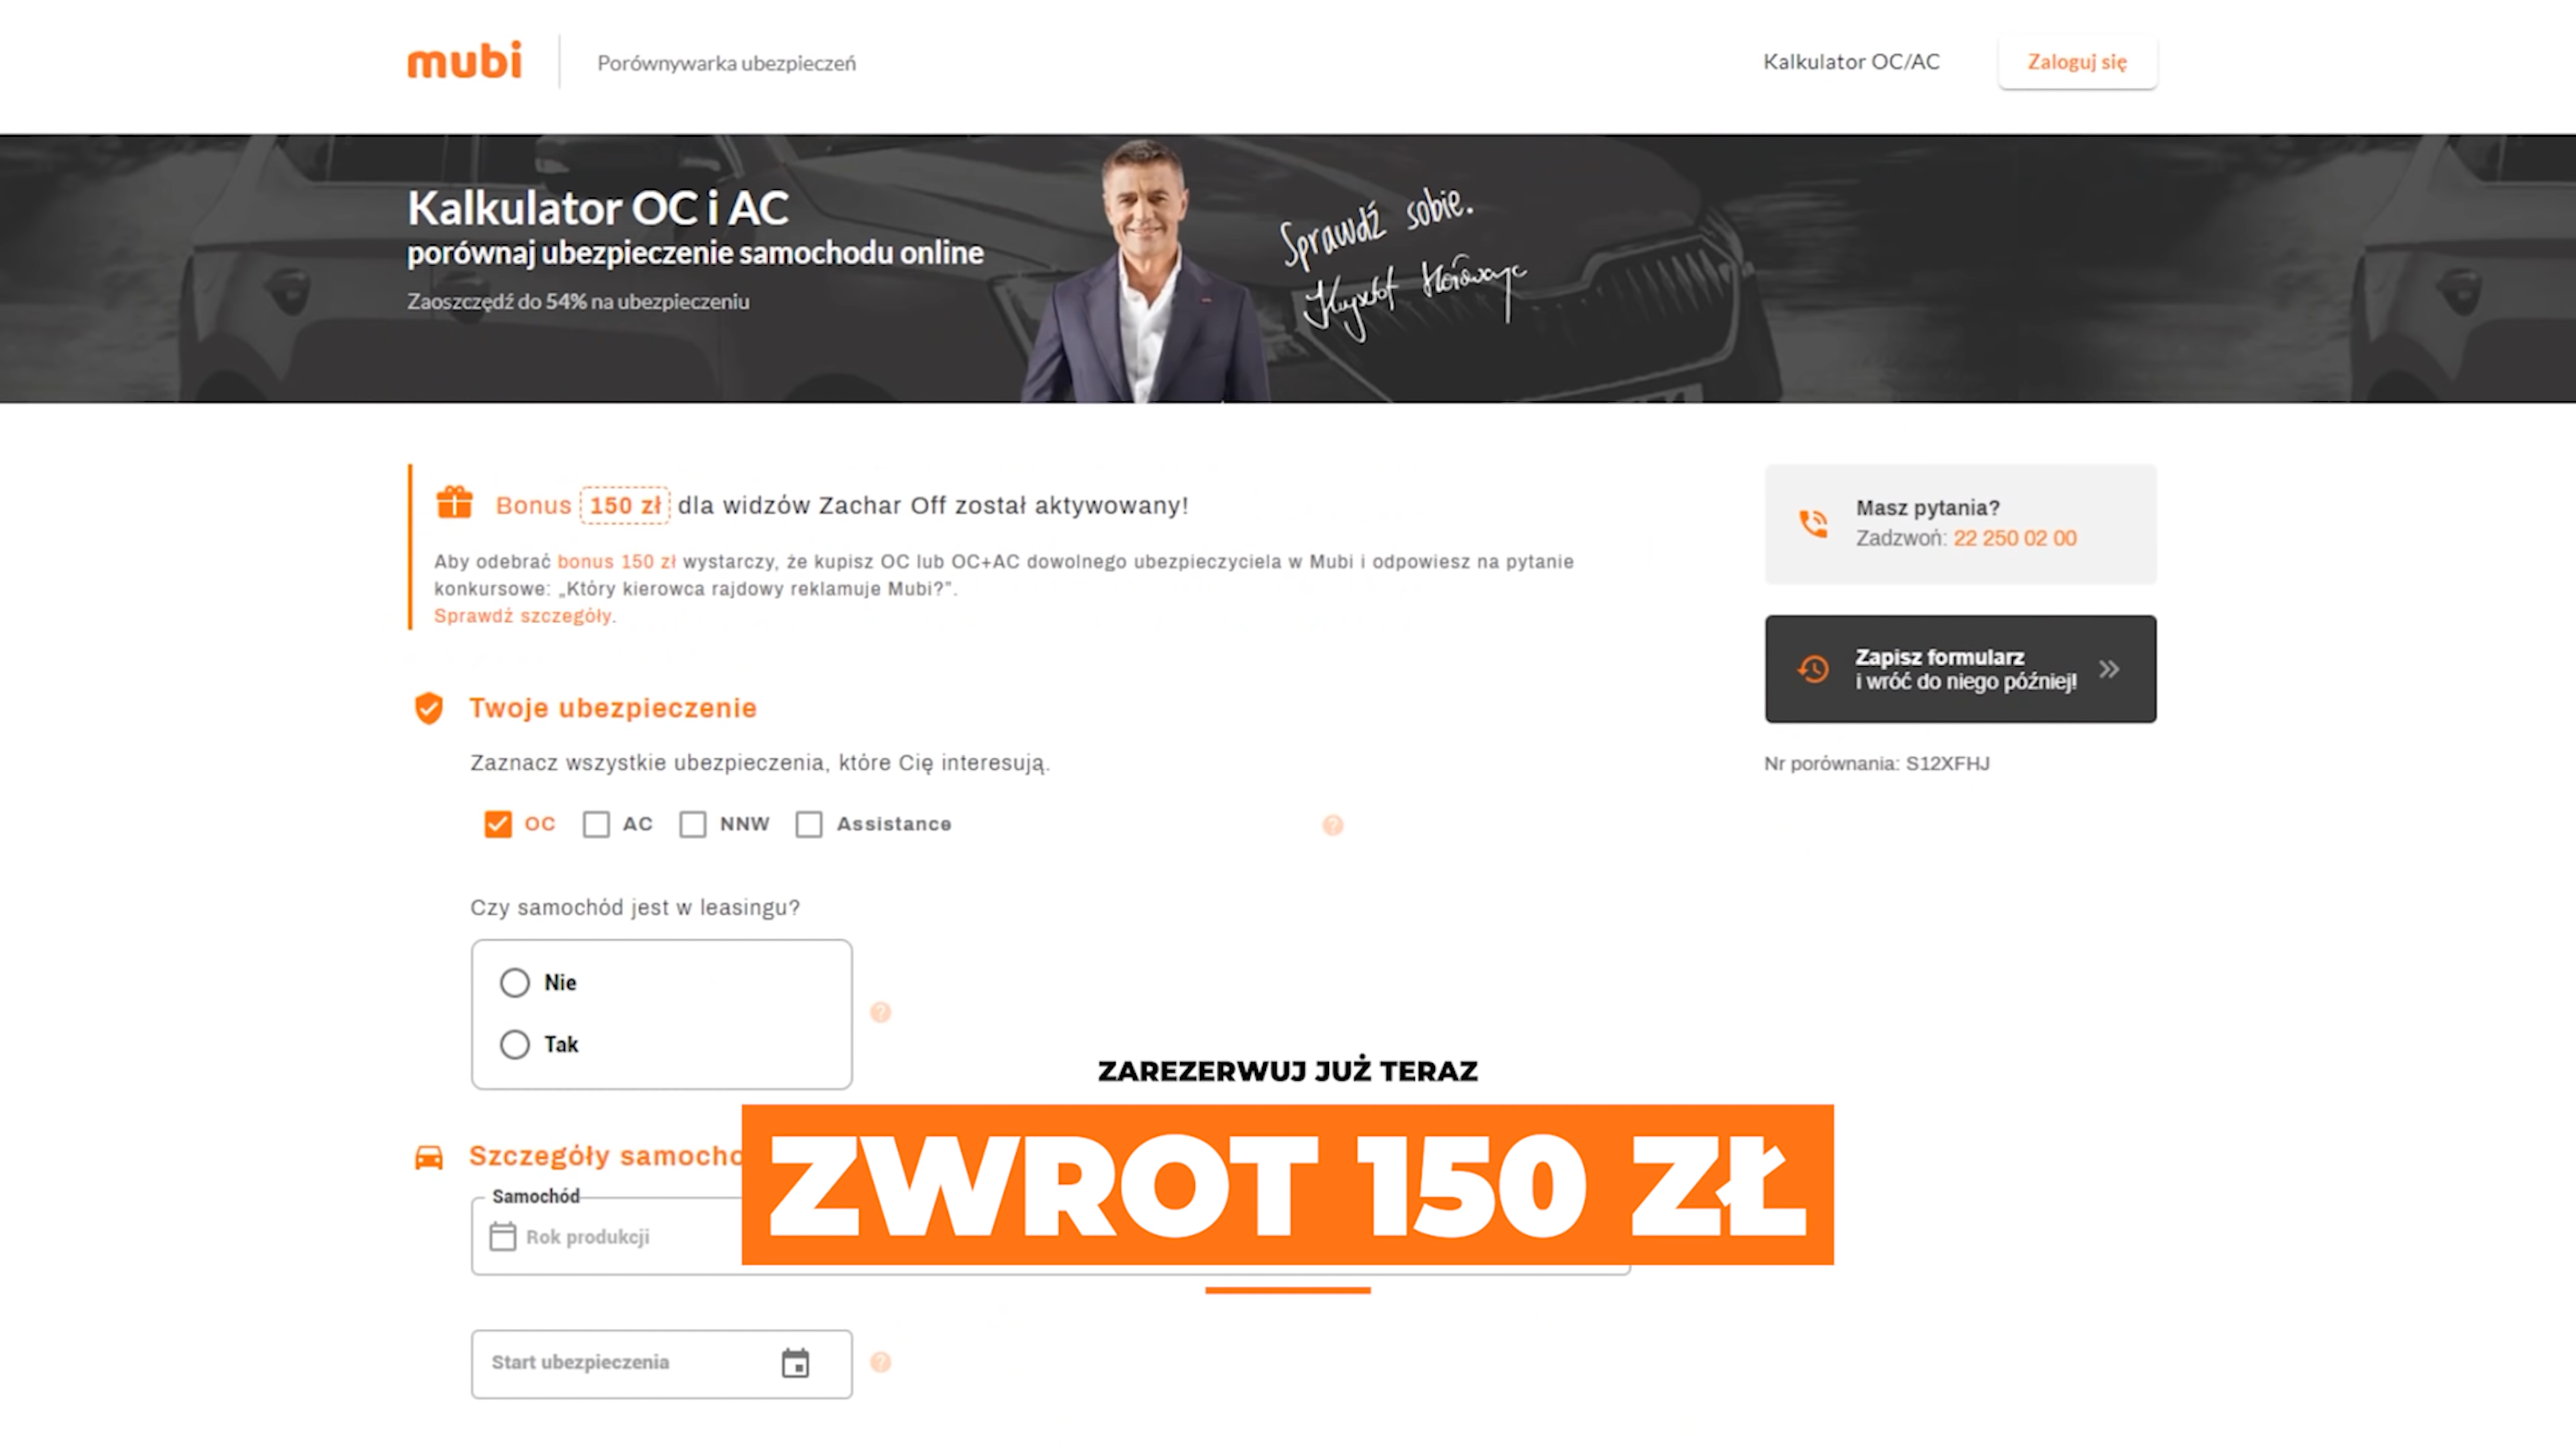 mubi
Porównywarka ubezpieczeń
Kalkulator OC/AC
Zaloguj się
Kalkulator OC i AC
porównaj ubezpieczenie samochodu online
Zaoszczędź do 54% na ubezpieczeniu
Sprawdź sobie.
Krzysztof Hołowczyc
Bonus 150 zł dla widzów Zachar Off został aktywowany!
Aby odebrać bonus 150 zł wystarczy, że kupisz OC lub OC+AC dowolnego ubezpieczyciela w Mubi i odpowiesz na pytanie
konkursowe: „Który kierowca rajdowy reklamuje Mubi?”.
Sprawdź szczegóły.
Masz pytania?
Zadzwoń: 22 250 02 00
Zapisz formularz
i wróć do niego później!
Nr porównania: S12XFHJ
Twoje ubezpieczenie
Zaznacz wszystkie ubezpieczenia, które Cię interesują.
OC AC NNW Assistance
Czy samochód jest w leasingu?
Nie
Tak
ZAREZERWUJ JUŻ TERAZ
ZWROT 150 ZŁ
Szczegóły samocho
Samochód
Rok produkcji
Start ubezpieczenia